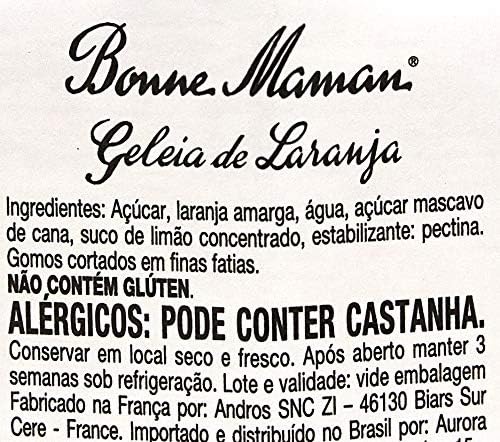 Bonne Maman®
Geleia de Laranja
Ingredientes: Açúcar, laranja amarga, água, açúcar mascavo
de cana, suco de limão concentrado, estabilizante: pectina.
Gomos cortados em finas fatias.
NÃO CONTÉM GLÚTEN.
ALÉRGICOS: PODE CONTER CASTANHA.
Conservar em local seco e fresco. Após aberto manter 3
semanas sob refrigeração. Lote e validade: vide embalagem
Fabricado na França por: Andros SNC ZI – 46130 Biars Sur
Cere - France. Importado e distribuído no Brasil por: Aurora